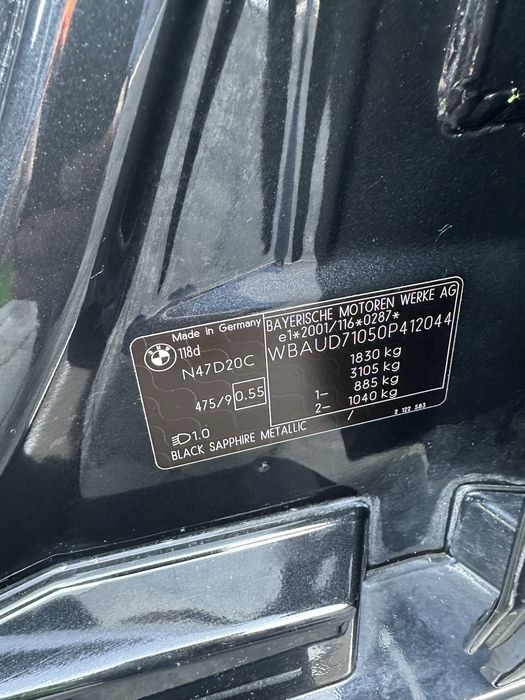 Made in Germany
BMW
118d
N47D20C
475/9 0.55
1.0
BLACK SAPPHIRE METALLIC /
BAYERISCHE MOTOREN WERKE AG
e1*2001/116*0287*
WBAUD71050P412044
1830 kg
3105 kg
1– 885 kg
2– 1040 kg
2 122 583